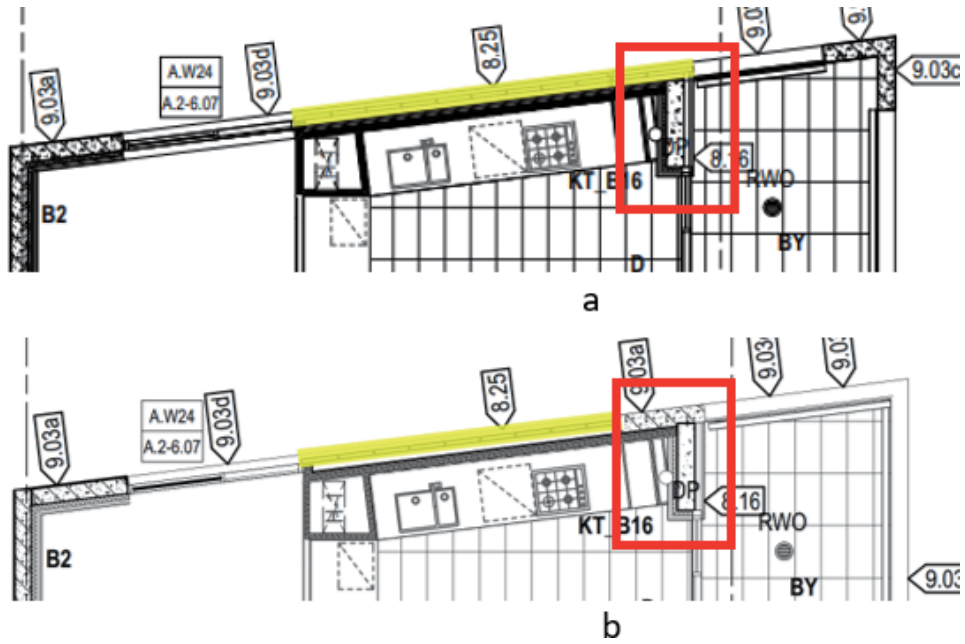 9.03a
A.W24
A.2-6.07
9.03d
8.25
9.03c
DP
8.16
KT_B16
RWO
B2
BY
D
a
9.03a
A.W24
A.2-6.07
9.03d
8.25
9.03a
DP
8.16
KT_B16
RWO
B2
BY
9.03
b